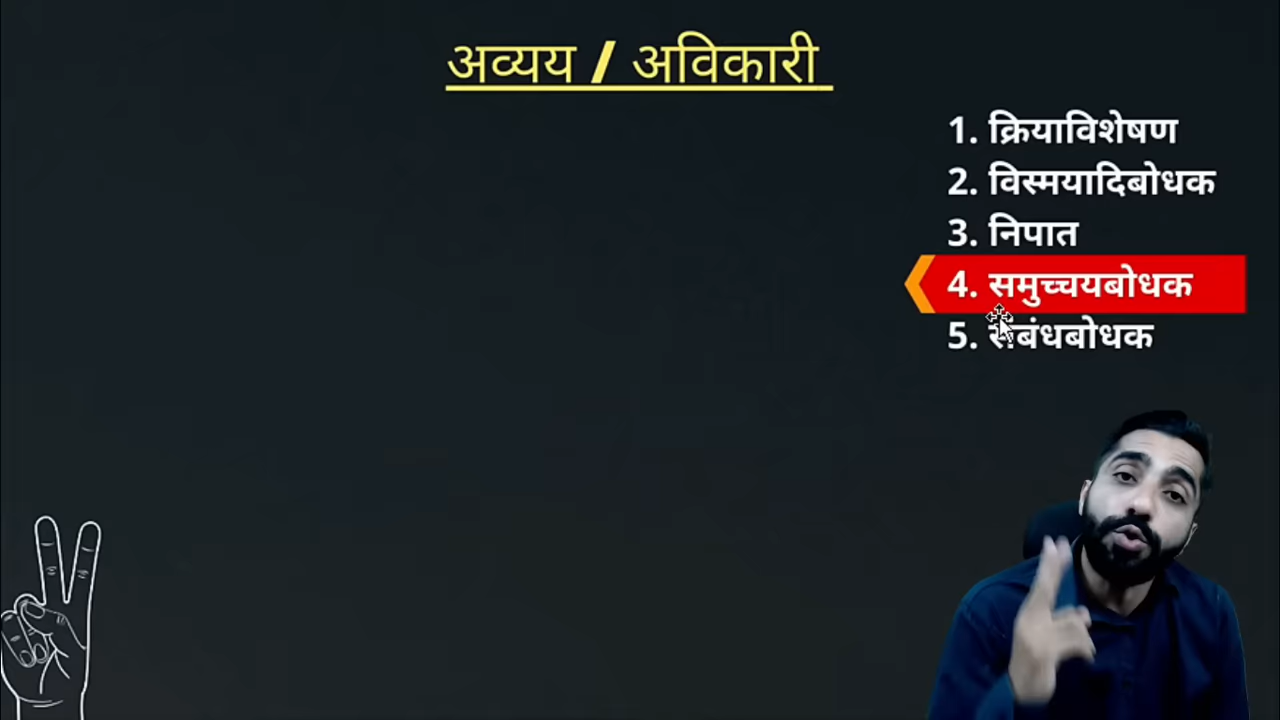 अव्यय / अविकारी
1. क्रियाविशेषण
2. विस्मयादिबोधक
3. निपात
4. समुच्चयबोधक
5. संबंधबोधक